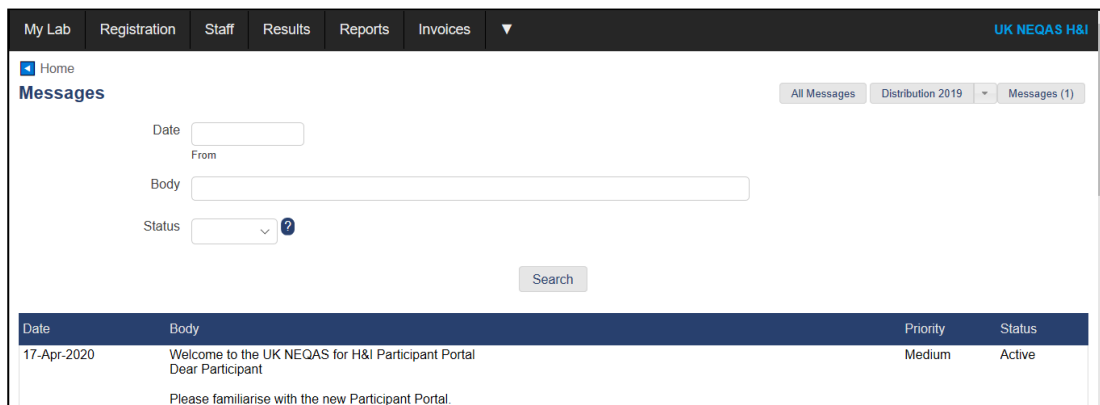 My Lab Registration Staff Results Reports Invoices ▼ UK NEQAS H&I
Home
Messages All Messages Distribution 2019 Messages (1)
Date
From
Body
Status ?
Search
Date Body Priority Status
17-Apr-2020 Welcome to the UK NEQAS for H&I Participant Portal Medium Active
Dear Participant
Please familiarise with the new Participant Portal.